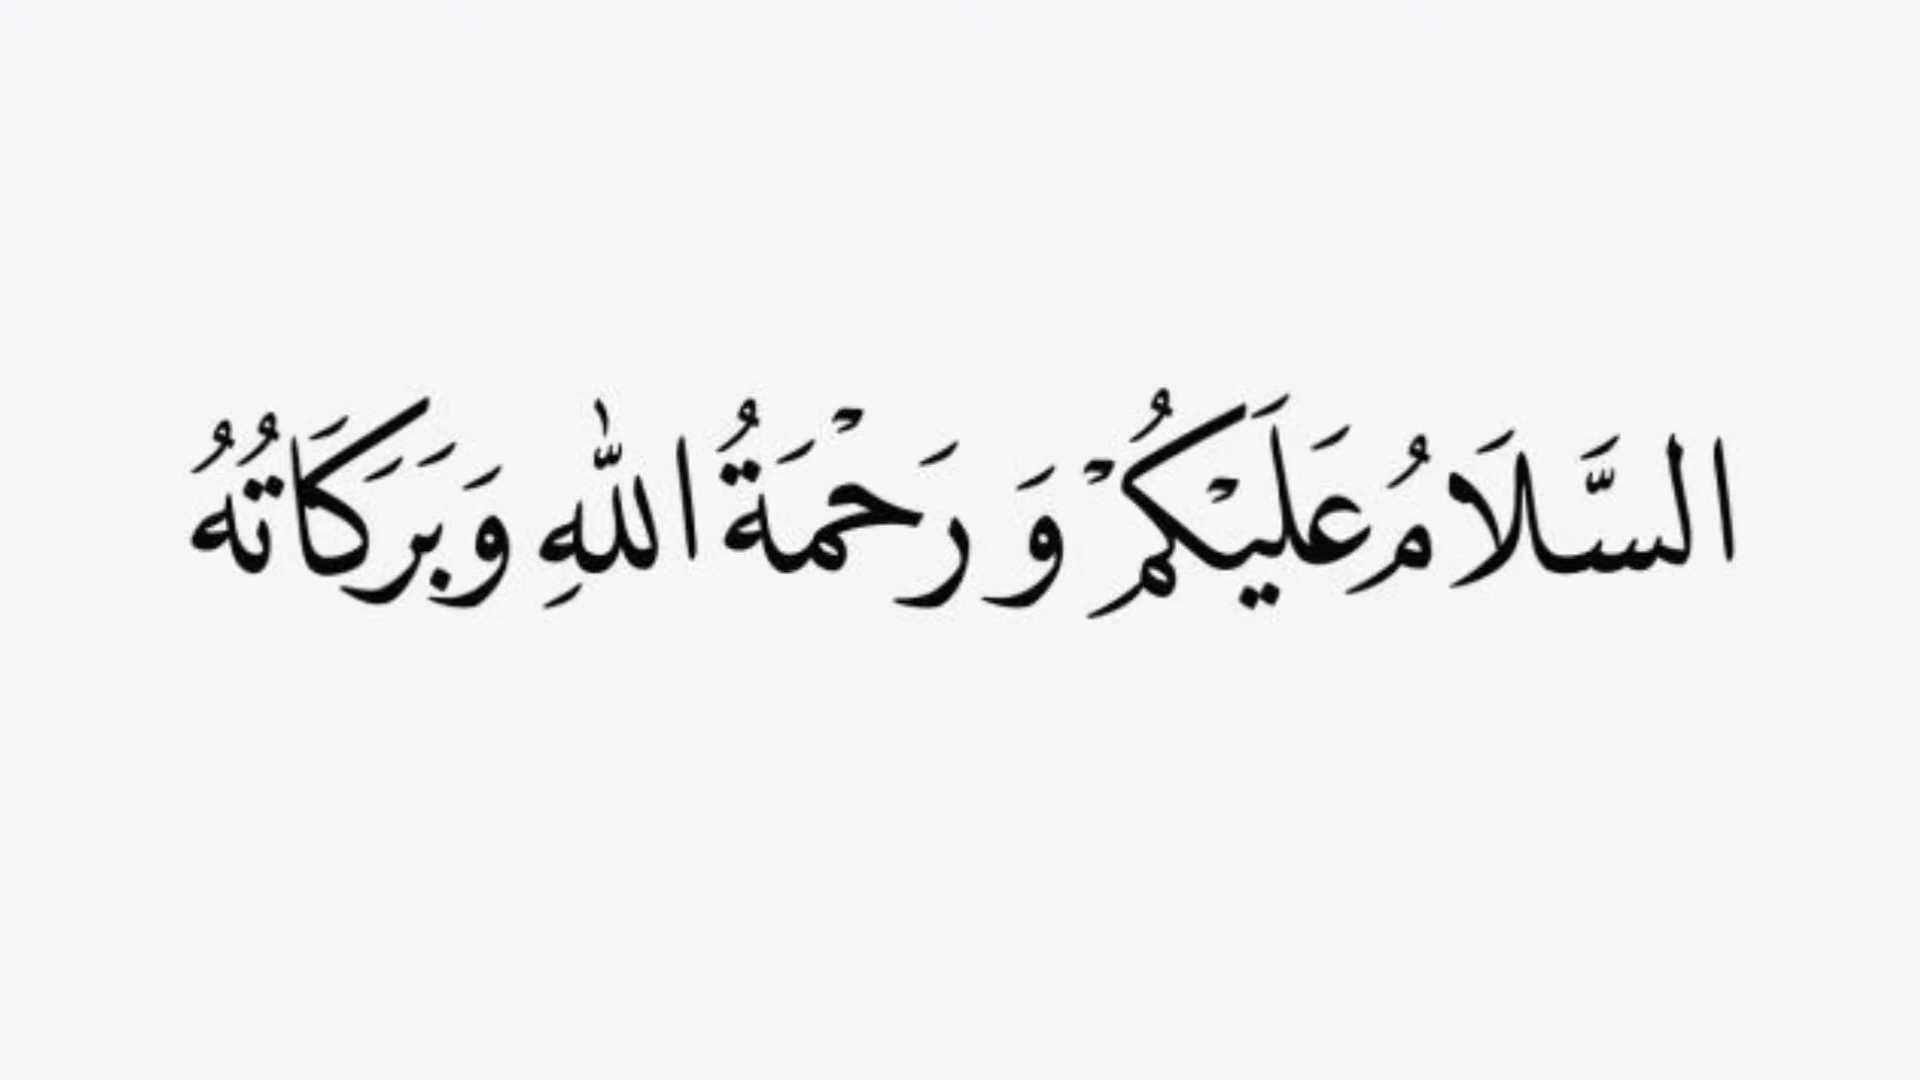 السَّلَامُ عَلَيْكُمْ وَ رَحْمَةُ اللّٰهِ وَبَرَكَاتُهُ